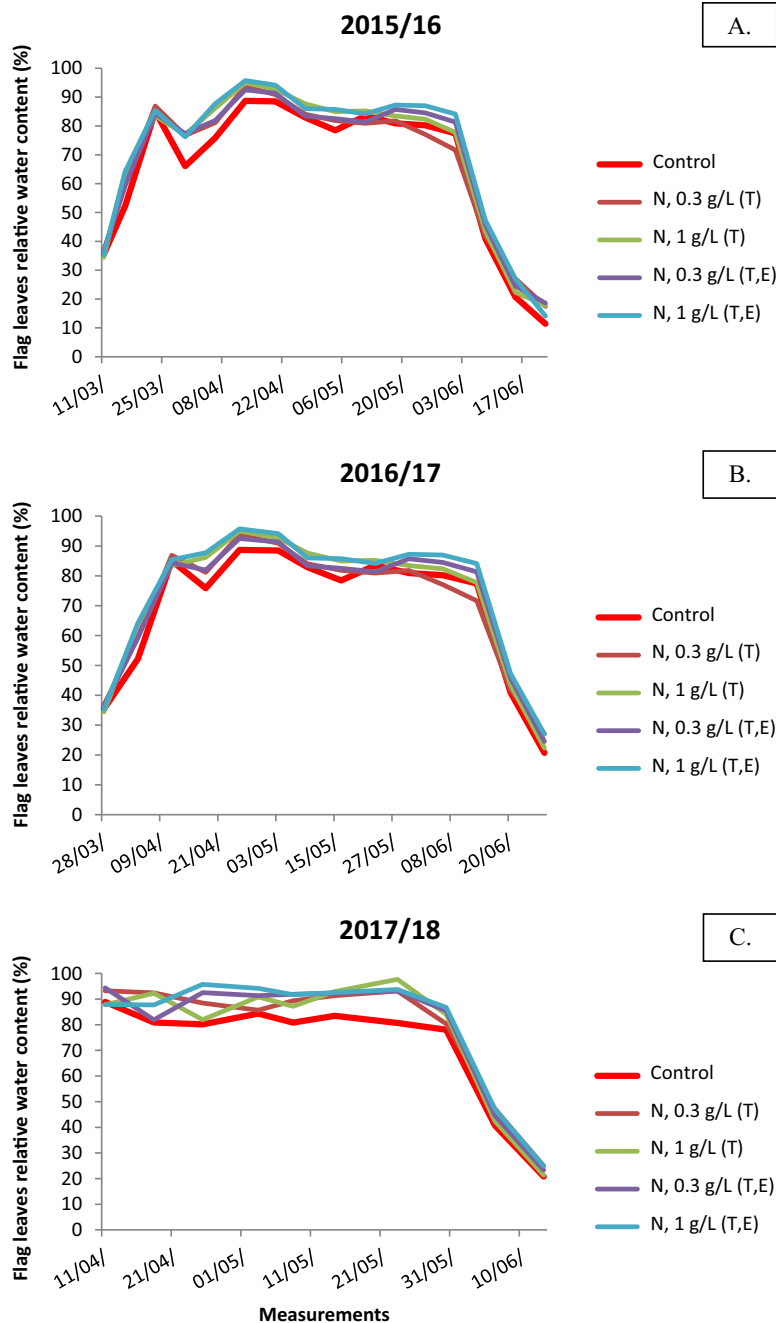 2015/16
A.
Flag leaves relative water content (%)
100
90
80
70
60
50
40
30
20
10
0
11/03/
25/03/
08/04/
22/04/
06/05/
20/05/
03/06/
17/06/
Control
N, 0.3 g/L (T)
N, 1 g/L (T)
N, 0.3 g/L (T,E)
N, 1 g/L (T,E)
2016/17
B.
Flag leaves relative water content (%)
100
90
80
70
60
50
40
30
20
10
0
28/03/
09/04/
21/04/
03/05/
15/05/
27/05/
08/06/
20/06/
Control
N, 0.3 g/L (T)
N, 1 g/L (T)
N, 0.3 g/L (T,E)
N, 1 g/L (T,E)
2017/18
C.
Flag leaves relative water content (%)
100
90
80
70
60
50
40
30
20
10
0
11/04/
21/04/
01/05/
11/05/
21/05/
31/05/
10/06/
Measurements
Control
N, 0.3 g/L (T)
N, 1 g/L (T)
N, 0.3 g/L (T,E)
N, 1 g/L (T,E)